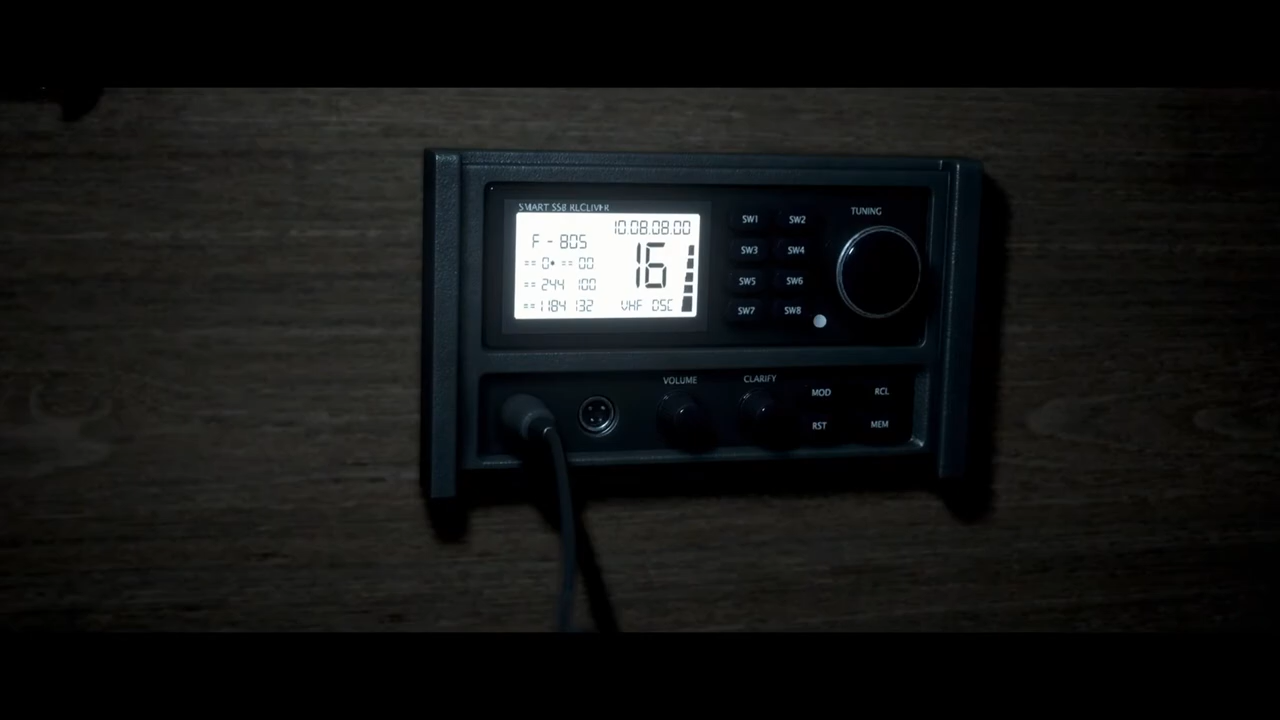 SMART SSB RECEIVER
10:08:08:00
F - 805
16
== 0• == 00
== 244 100
== 1184 132
VHF DSC
SW1 SW2
SW3 SW4
SW5 SW6
SW7 SW8
TUNING
VOLUME
CLARIFY
MOD
RCL
RST
MEM